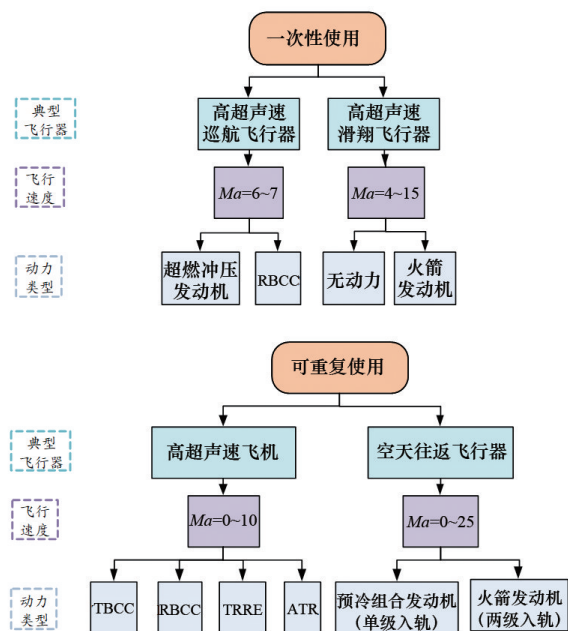 一次性使用
典型
飞行器
高超声速
巡航飞行器
高超声速
滑翔飞行器
飞行
速度
Ma=6~7
Ma=4~15
动力
类型
超燃冲压
发动机
RBCC
无动力
火箭
发动机
可重复使用
典型
飞行器
高超声速飞机
空天往返飞行器
飞行
速度
Ma=0~10
Ma=0~25
动力
类型
TBCC
RBCC
TRRE
ATR
预冷组合发动机
(单级入轨)
火箭发动机
(两级入轨)